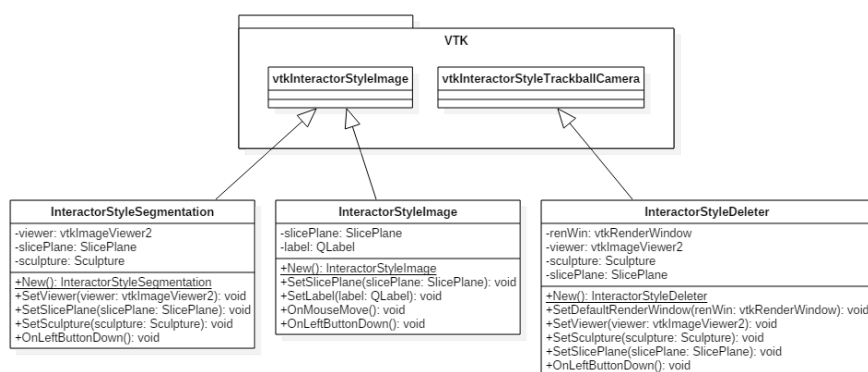 VTK
vtkInteractorStyleImage
vtkInteractorStyleTrackballCamera
InteractorStyleSegmentation
-viewer: vtkImageViewer2
-slicePlane: SlicePlane
-sculpture: Sculpture
+New(): InteractorStyleSegmentation
+SetViewer(viewer: vtkImageViewer2): void
+SetSlicePlane(slicePlane: SlicePlane): void
+SetSculpture(sculpture: Sculpture): void
+OnLeftButtonDown(): void
InteractorStyleImage
-slicePlane: SlicePlane
-label: QLabel
+New(): InteractorStyleImage
+SetSlicePlane(slicePlane: SlicePlane): void
+SetLabel(label: QLabel): void
+OnMouseMove(): void
+OnLeftButtonDown(): void
InteractorStyleDeleter
-renWin: vtkRenderWindow
-viewer: vtkImageViewer2
-sculpture: Sculpture
-slicePlane: SlicePlane
+New(): InteractorStyleDeleter
+SetDefaultRenderWindow(renWin: vtkRenderWindow): void
+SetViewer(viewer: vtkImageViewer2): void
+SetSculpture(sculpture: Sculpture): void
+SetSlicePlane(slicePlane: SlicePlane): void
+OnLeftButtonDown(): void